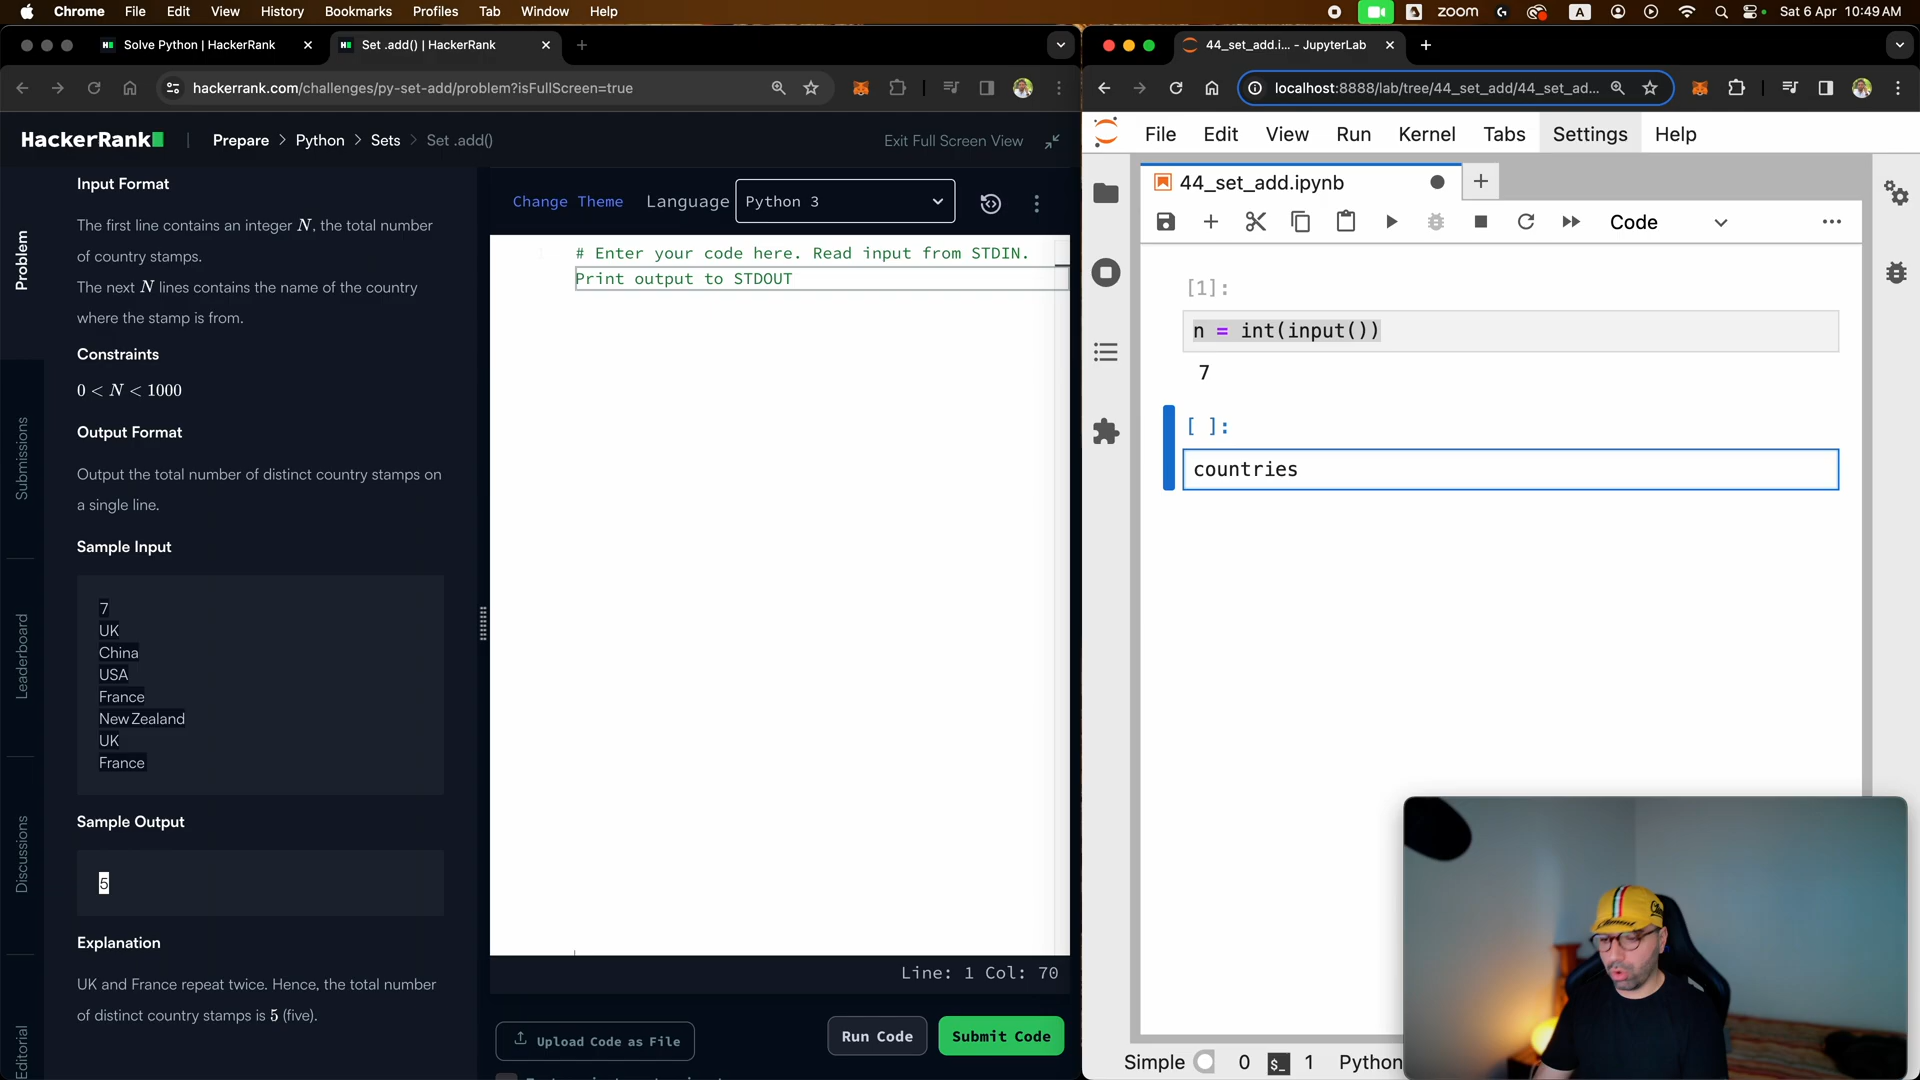 Chrome File Edit View History Bookmarks Profiles Tab Window Help
zoom A Sat 6 Apr 10:49 AM
Solve Python | HackerRank
Set .add() | HackerRank
hackerrank.com/challenges/py-set-add/problem?isFullScreen=true
HackerRank
Prepare > Python > Sets > Set .add()
Exit Full Screen View
Problem
Submissions
Leaderboard
Discussions
Editorial
Input Format
The first line contains an integer N, the total number
of country stamps.
The next N lines contains the name of the country
where the stamp is from.
Constraints
0 < N < 1000
Output Format
Output the total number of distinct country stamps on
a single line.
Sample Input
7
UK
China
USA
France
New Zealand
UK
France
Sample Output
5
Explanation
UK and France repeat twice. Hence, the total number
of distinct country stamps is 5 (five).
Change Theme Language Python 3
1
# Enter your code here. Read input from STDIN.
Print output to STDOUT
Line: 1 Col: 70
Upload Code as File
Run Code
Submit Code
44_set_add.i... - JupyterLab
localhost:8888/lab/tree/44_set_add/44_set_ad...
File Edit View Run Kernel Tabs Settings Help
44_set_add.ipynb
Code
[1]:
n = int(input())
7
[ ]:
countries
Simple 0 $_ 1 Python